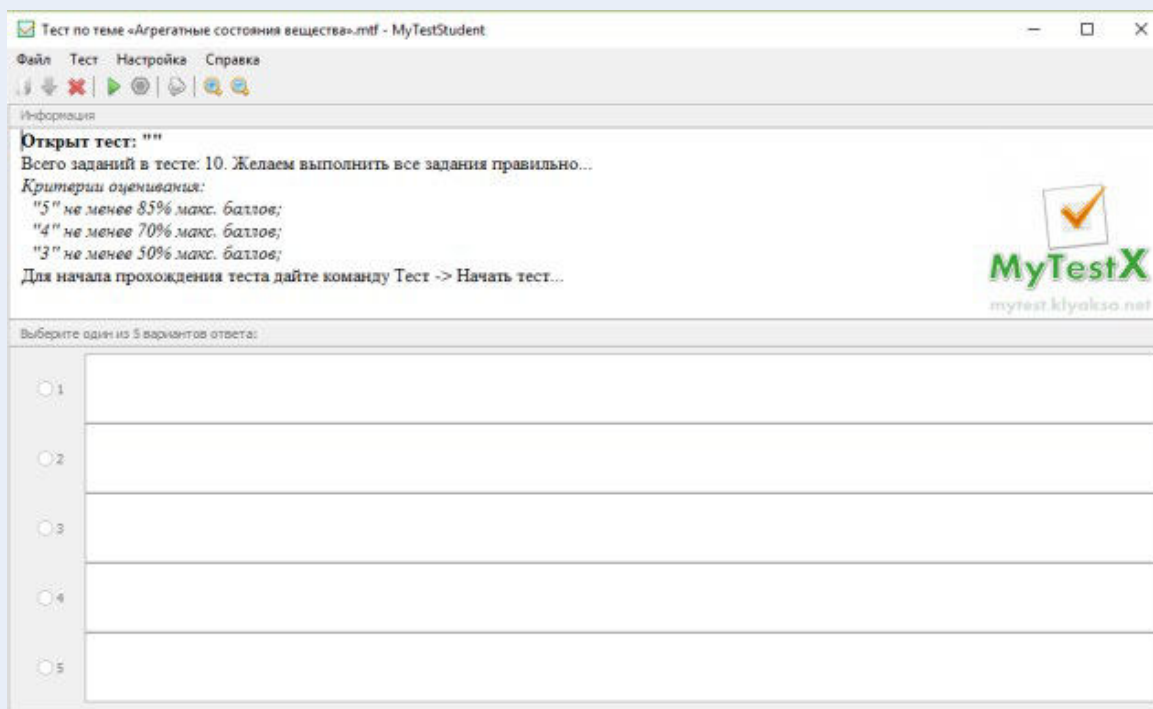 Тест по теме «Агрегатные состояния вещества».mtf - MyTestStudent
Файл Тест Настройка Справка
Информация
Открыт тест: ""
Всего заданий в тесте: 10. Желаем выполнить все задания правильно...
Критерии оценивания:
"5" не менее 85% макс. баллов;
"4" не менее 70% макс. баллов;
"3" не менее 50% макс. баллов;
Для начала прохождения теста дайте команду Тест -> Начать тест...
MyTestX
mytest.klyaksa.net
Выберите один из 5 вариантов ответа:
1
2
3
4
5